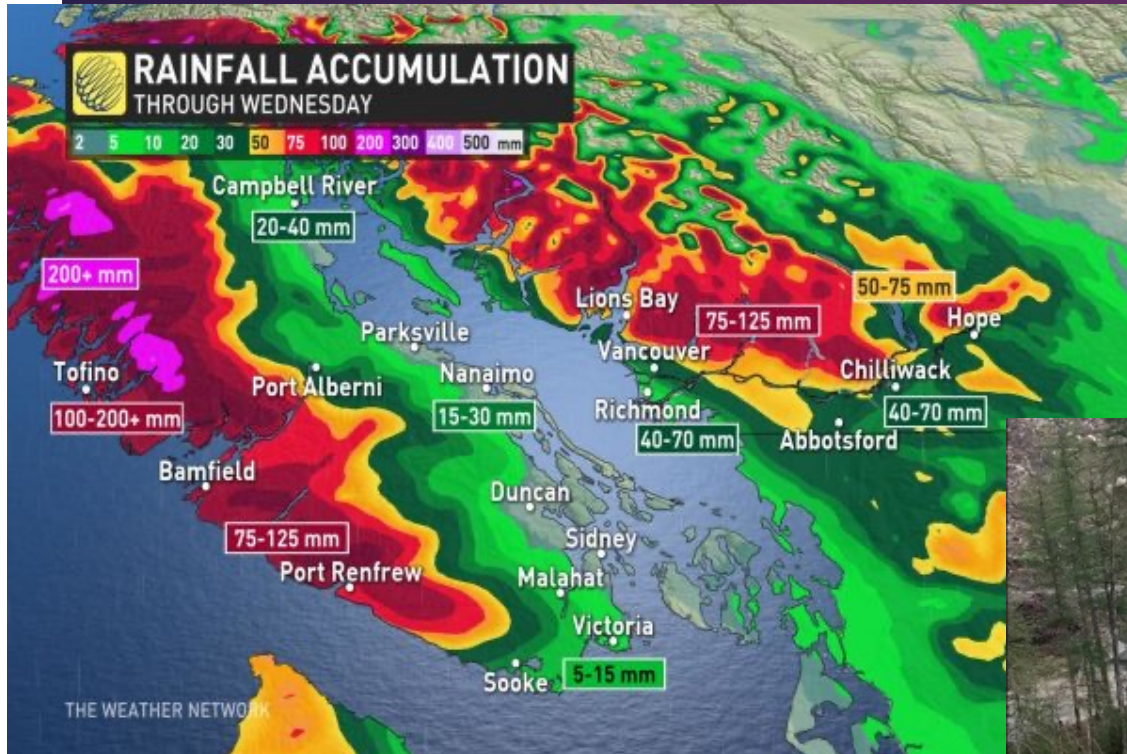 RAINFALL ACCUMULATION
THROUGH WEDNESDAY
2 5 10 20 30 50 75 100 200 300 400 500 mm
Campbell River
20-40 mm
200+ mm
50-75 mm
Lions Bay
75-125 mm
Hope
Parksville
Vancouver
Tofino
Port Alberni
Nanaimo
Chilliwack
100-200+ mm
15-30 mm
Richmond
40-70 mm
40-70 mm
Abbotsford
Bamfield
Duncan
75-125 mm
Sidney
Port Renfrew
Malahat
Victoria
Sooke
5-15 mm
THE WEATHER NETWORK